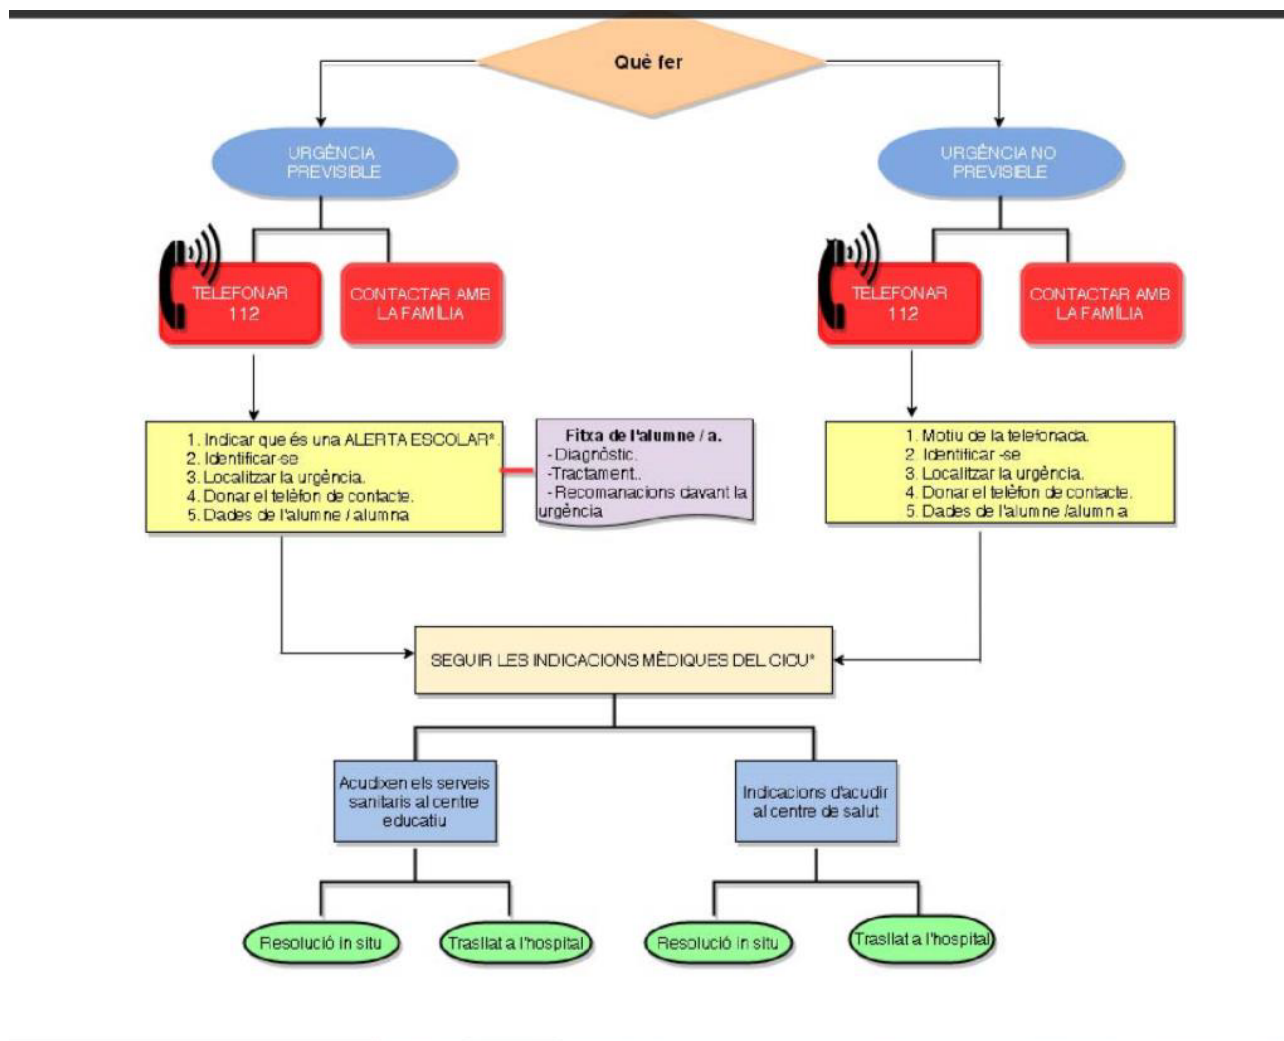 Què fer
URGÈNCIA
PREVISIBLE
URGÈNCIA NO
PREVISIBLE
TELEFONAR
112
CONTACTAR AMB
LA FAMÍLIA
TELEFONAR
112
CONTACTAR AMB
LA FAMÍLIA
1. Indicar que és una ALERTA ESCOLAR*.
2. Identificar-se
3. Localitzar la urgència.
4. Donar el telèfon de contacte.
5. Dades de l'alumne / alumna
Fitxa de l'alumne / a.
- Diagnòstic.
-Tractament..
- Recomanacions davant la
urgència
1. Motiu de la telefonada.
2. Identificar -se
3. Localitzar la urgència.
4. Donar el telèfon de contacte.
5. Dades de l'alumne /alumn a
SEGUIR LES INDICACIONS MÈDIQUES DEL CICU*
Acudixen els serveis
sanitaris al centre
educatiu
Indicacions d'acudir
al centre de salut
Resolució in situ
Trasllat a l'hospital
Resolució in situ
Trasllat a l'hospital